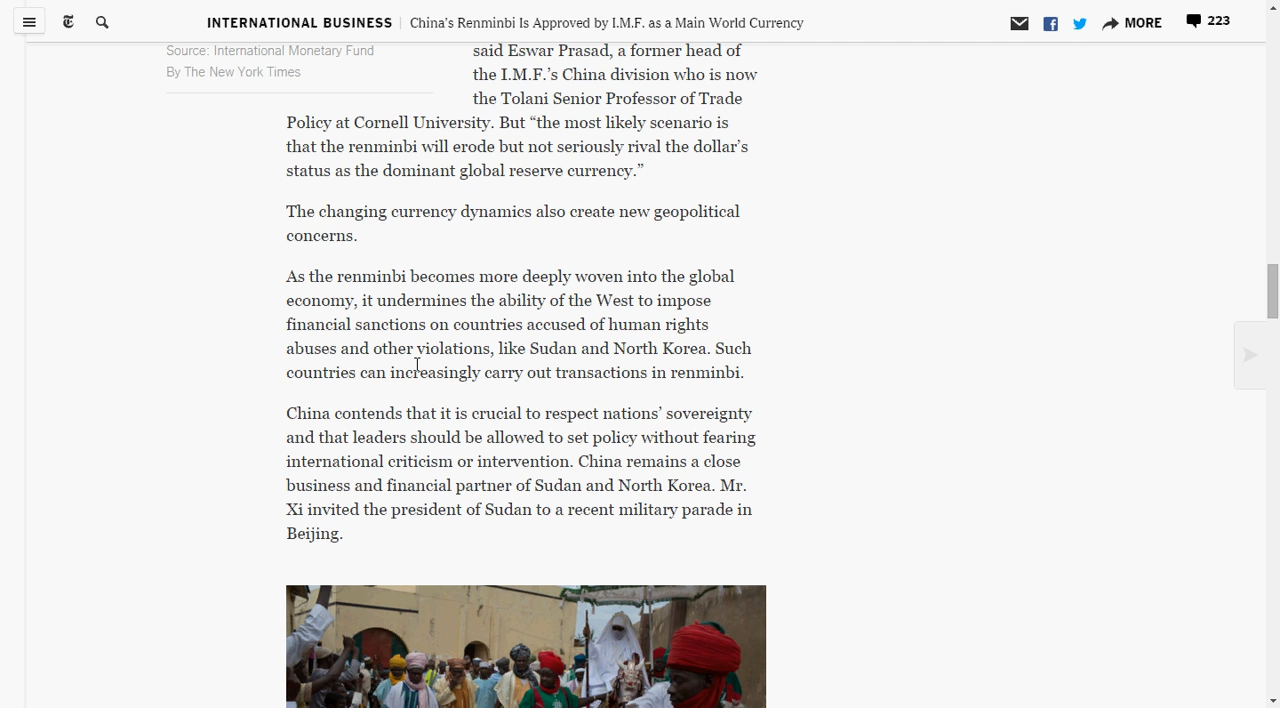 INTERNATIONAL BUSINESS | China’s Renminbi Is Approved by I.M.F. as a Main World Currency
MORE
223
Source: International Monetary Fund
By The New York Times
said Eswar Prasad, a former head of
the I.M.F.’s China division who is now
the Tolani Senior Professor of Trade
Policy at Cornell University. But “the most likely scenario is
that the renminbi will erode but not seriously rival the dollar’s
status as the dominant global reserve currency.”
The changing currency dynamics also create new geopolitical
concerns.
As the renminbi becomes more deeply woven into the global
economy, it undermines the ability of the West to impose
financial sanctions on countries accused of human rights
abuses and other violations, like Sudan and North Korea. Such
countries can increasingly carry out transactions in renminbi.
China contends that it is crucial to respect nations’ sovereignty
and that leaders should be allowed to set policy without fearing
international criticism or intervention. China remains a close
business and financial partner of Sudan and North Korea. Mr.
Xi invited the president of Sudan to a recent military parade in
Beijing.